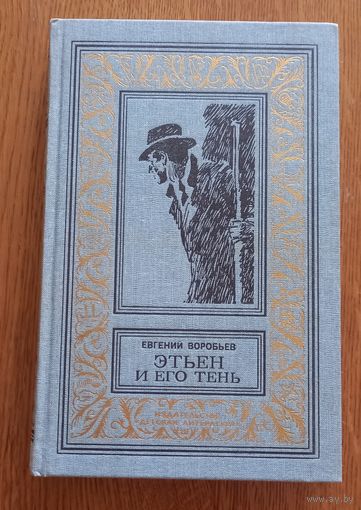 ЕВГЕНИЙ ВОРОБЬЕВ
ЭТЬЕН
И ЕГО ТЕНЬ
ИЗДАТЕЛЬСТВО
"ДЕТСКАЯ ЛИТЕРАТУРА"
www.ay.by